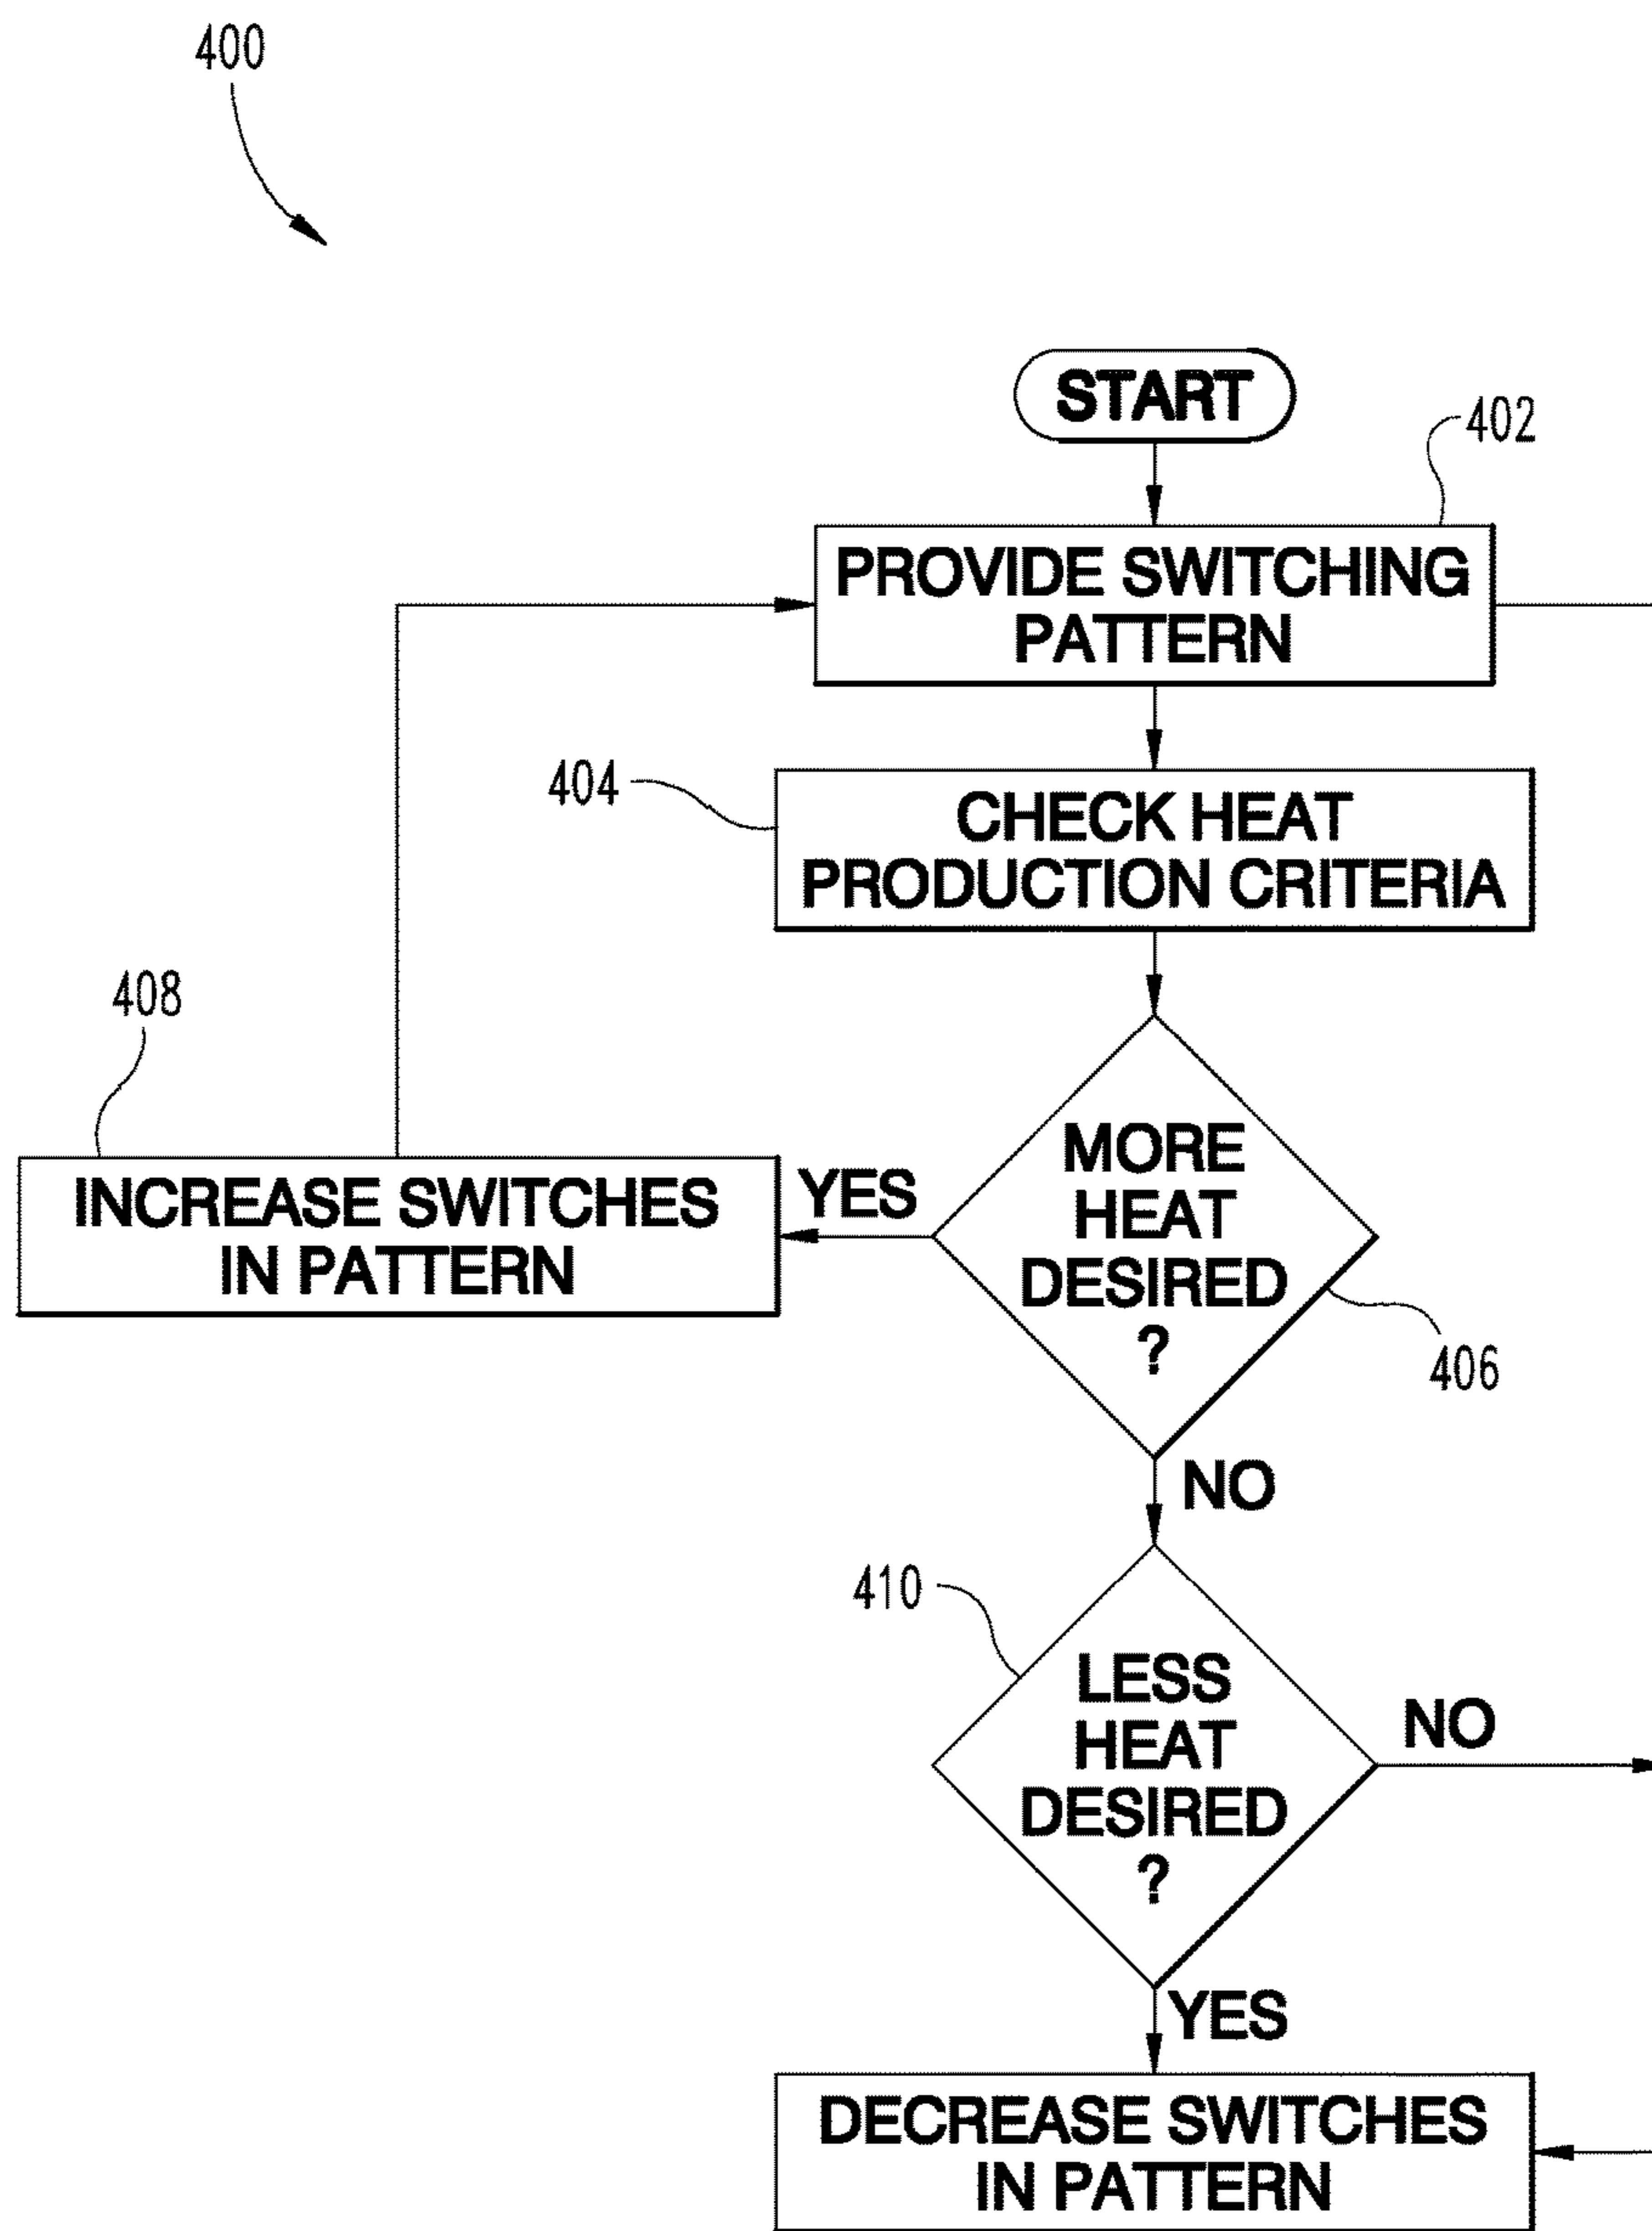 400
START
402
PROVIDE SWITCHING
PATTERN
404
CHECK HEAT
PRODUCTION CRITERIA
408
INCREASE SWITCHES
IN PATTERN
YES
MORE
HEAT
DESIRED
?
406
NO
410
LESS
HEAT
DESIRED
?
NO
YES
DECREASE SWITCHES
IN PATTERN